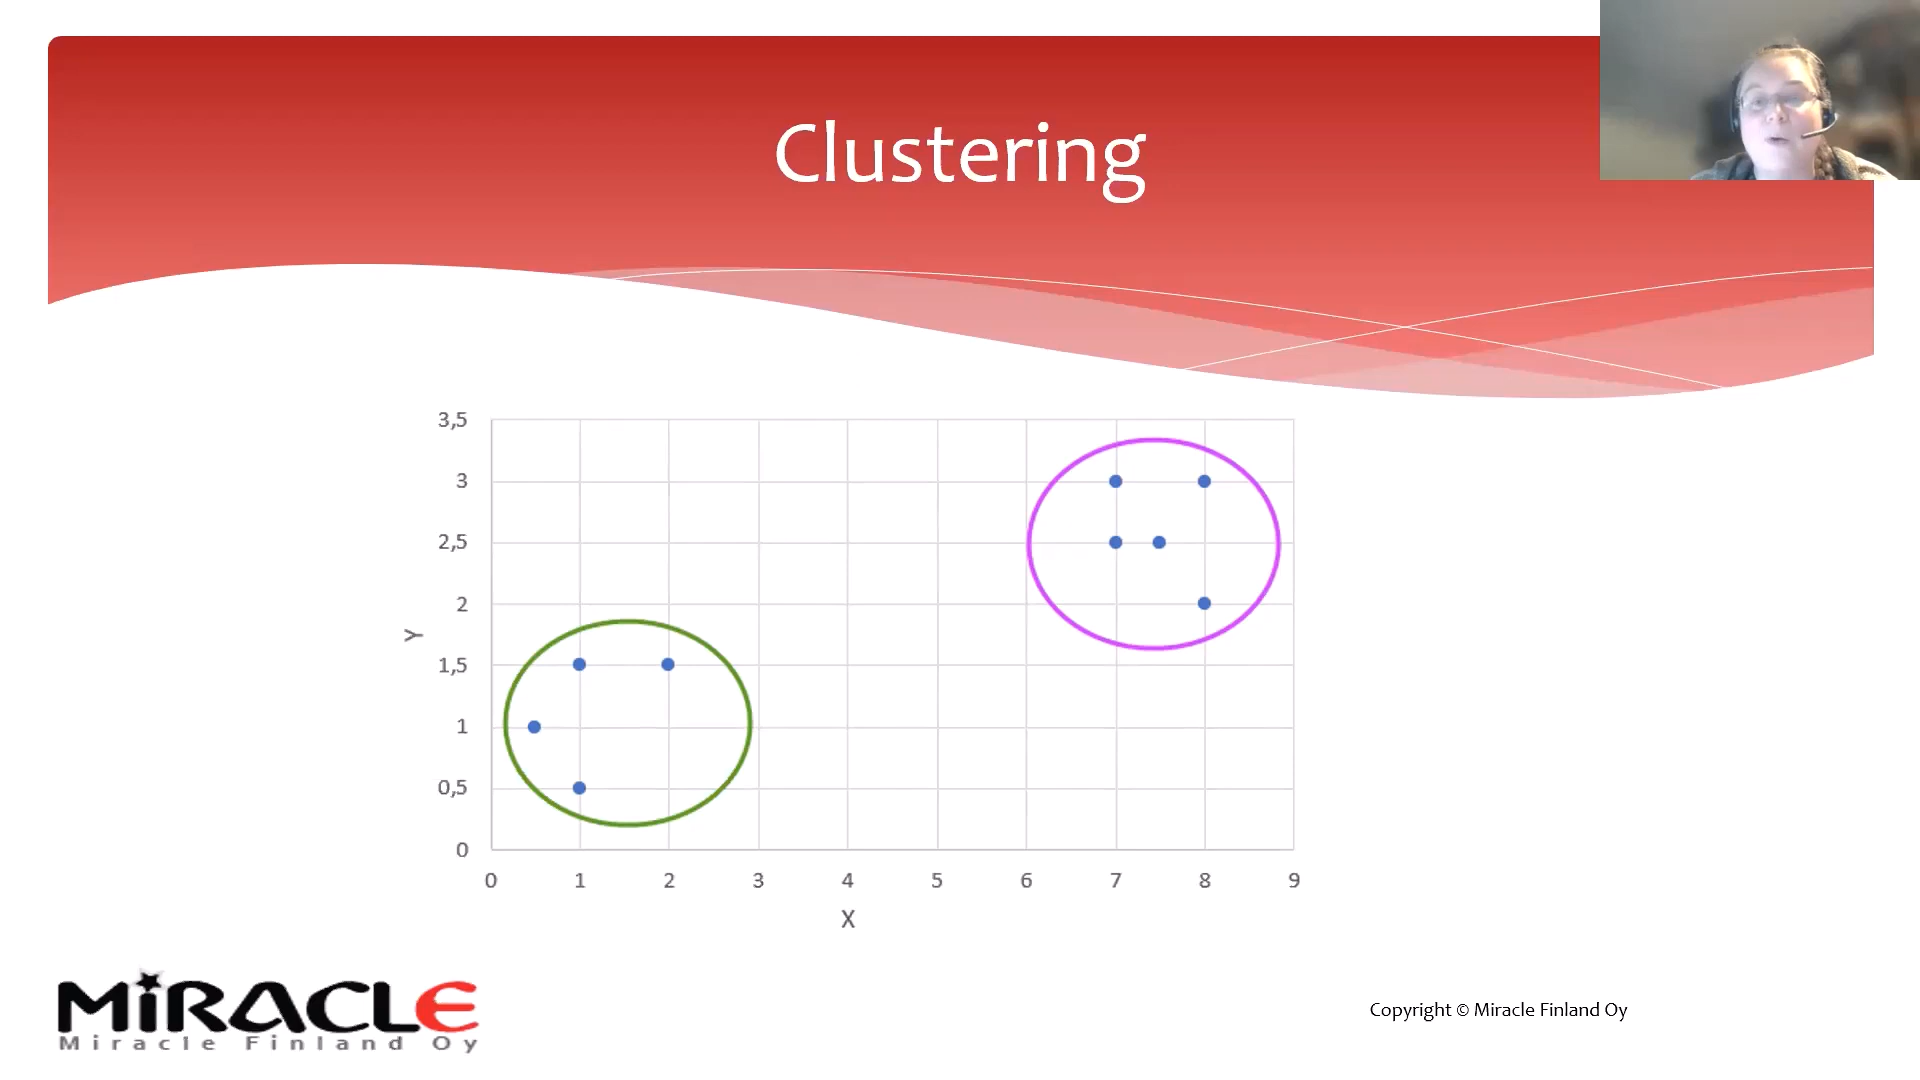 Clustering
3,5
3
2,5
2
1,5
1
0,5
0
Y
0 1 2 3 4 5 6 7 8 9
X
MiRACLE
Miracle Finland Oy
Copyright © Miracle Finland Oy